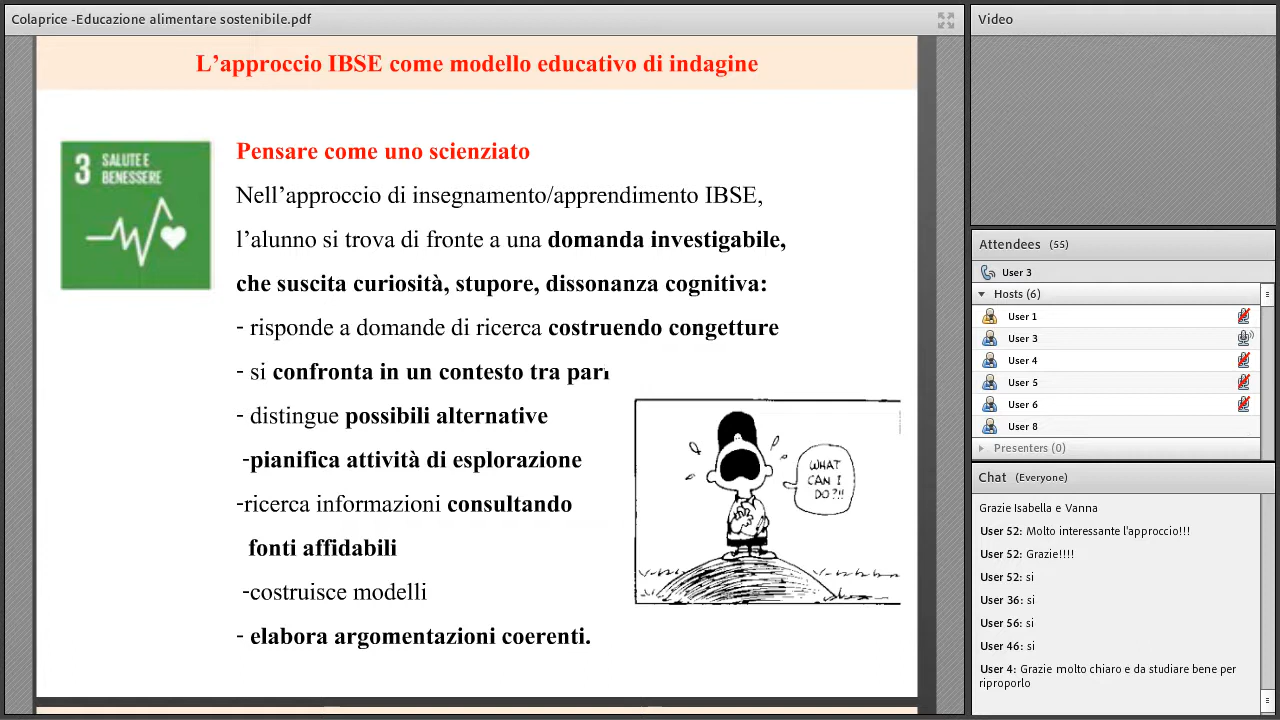 Colaprice -Educazione alimentare sostenibile.pdf
L'approccio IBSE come modello educativo di indagine
3 SALUTE E
BENESSERE
Pensare come uno scienziato
Nell'approccio di insegnamento/apprendimento IBSE,
l'alunno si trova di fronte a una domanda investigabile,
che suscita curiosità, stupore, dissonanza cognitiva:
- risponde a domande di ricerca costruendo congetture
- si confronta in un contesto tra pari
- distingue possibili alternative
-pianifica attività di esplorazione
-ricerca informazioni consultando
fonti affidabili
-costruisce modelli
- elabora argomentazioni coerenti.
WHAT
CAN I
DO?!!
Video
Attendees (55)
User 3
Hosts (6)
User 1
User 3
User 4
User 5
User 6
User 8
Presenters (0)
Chat (Everyone)
Grazie Isabella e Vanna
User 52: Molto interessante l'approccio!!!
User 52: Grazie!!!!
User 52: si
User 36: si
User 56: si
User 46: si
User 4: Grazie molto chiaro e da studiare bene per
riproporlo